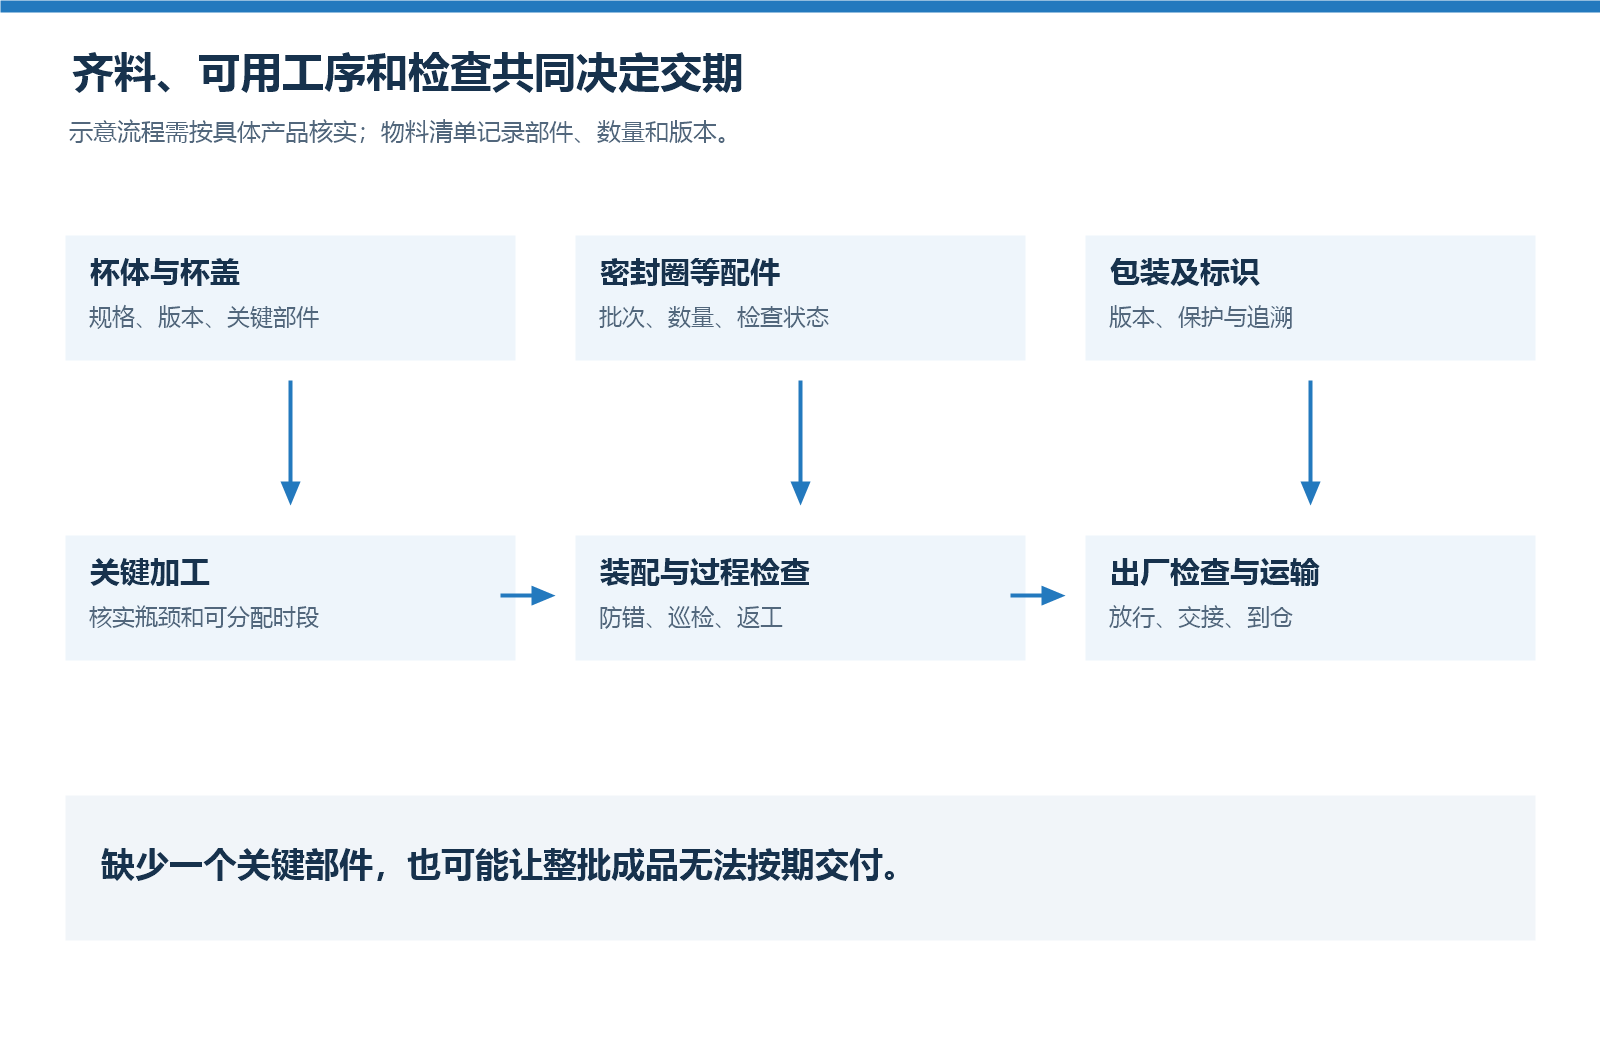 齐料、可用工序和检查共同决定交期
示意流程需按具体产品核实；物料清单记录部件、数量和版本。
杯体与杯盖
规格、版本、关键部件
密封圈等配件
批次、数量、检查状态
包装及标识
版本、保护与追溯
关键加工
核实瓶颈和可分配时段
装配与过程检查
防错、巡检、返工
出厂检查与运输
放行、交接、到仓
缺少一个关键部件，也可能让整批成品无法按期交付。